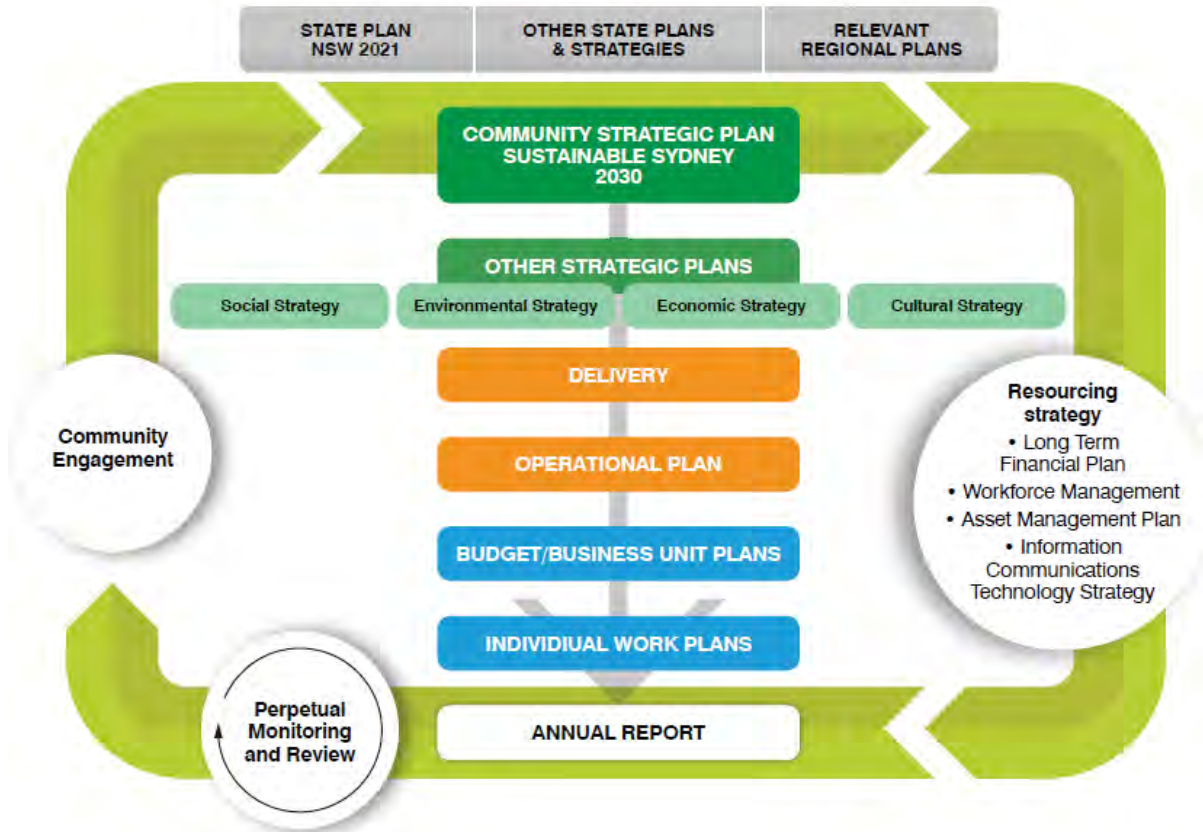 STATE PLAN
NSW 2021
OTHER STATE PLANS
& STRATEGIES
RELEVANT
REGIONAL PLANS
COMMUNITY STRATEGIC PLAN
SUSTAINABLE SYDNEY
2030
OTHER STRATEGIC PLANS
Social Strategy
Environmental Strategy
Economic Strategy
Cultural Strategy
DELIVERY
OPERATIONAL PLAN
BUDGET/BUSINESS UNIT PLANS
INDIVIDIUAL WORK PLANS
ANNUAL REPORT
Community
Engagement
Resourcing
strategy
• Long Term
Financial Plan
• Workforce Management
• Asset Management Plan
• Information
Communications
Technology Strategy
Perpetual
Monitoring
and Review